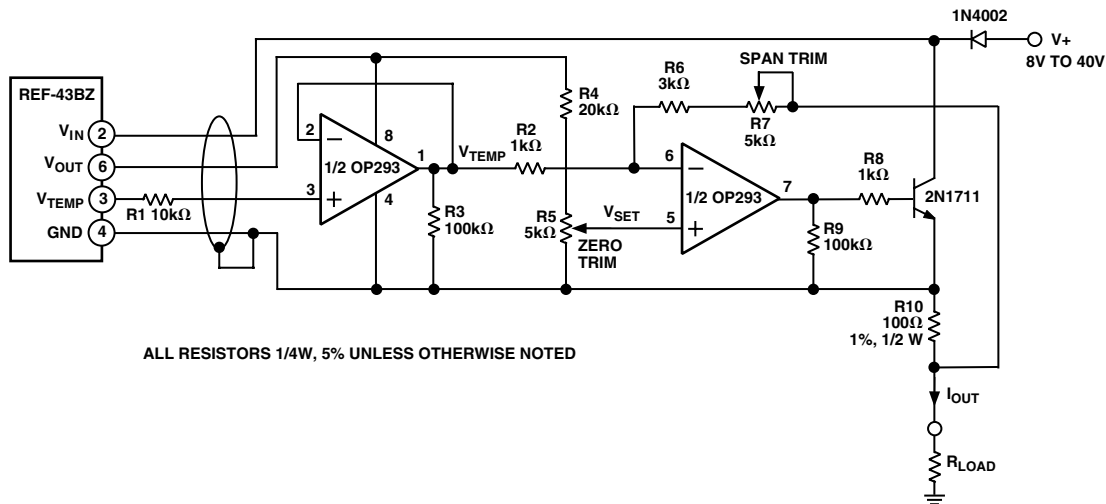 1N4002
V+
8V TO 40V
REF-43BZ
VIN
2
VOUT
6
VTEMP
3
GND
4
R1 10kΩ
2
3
8
1/2 OP293
1
4
VTEMP
R2
1kΩ
R3
100kΩ
R4
20kΩ
R5
5kΩ
VSET
ZERO
TRIM
R6
3kΩ
SPAN TRIM
R7
5kΩ
6
5
1/2 OP293
7
R8
1kΩ
2N1711
R9
100kΩ
R10
100Ω
1%, 1/2 W
IOUT
RLOAD
ALL RESISTORS 1/4W, 5% UNLESS OTHERWISE NOTED